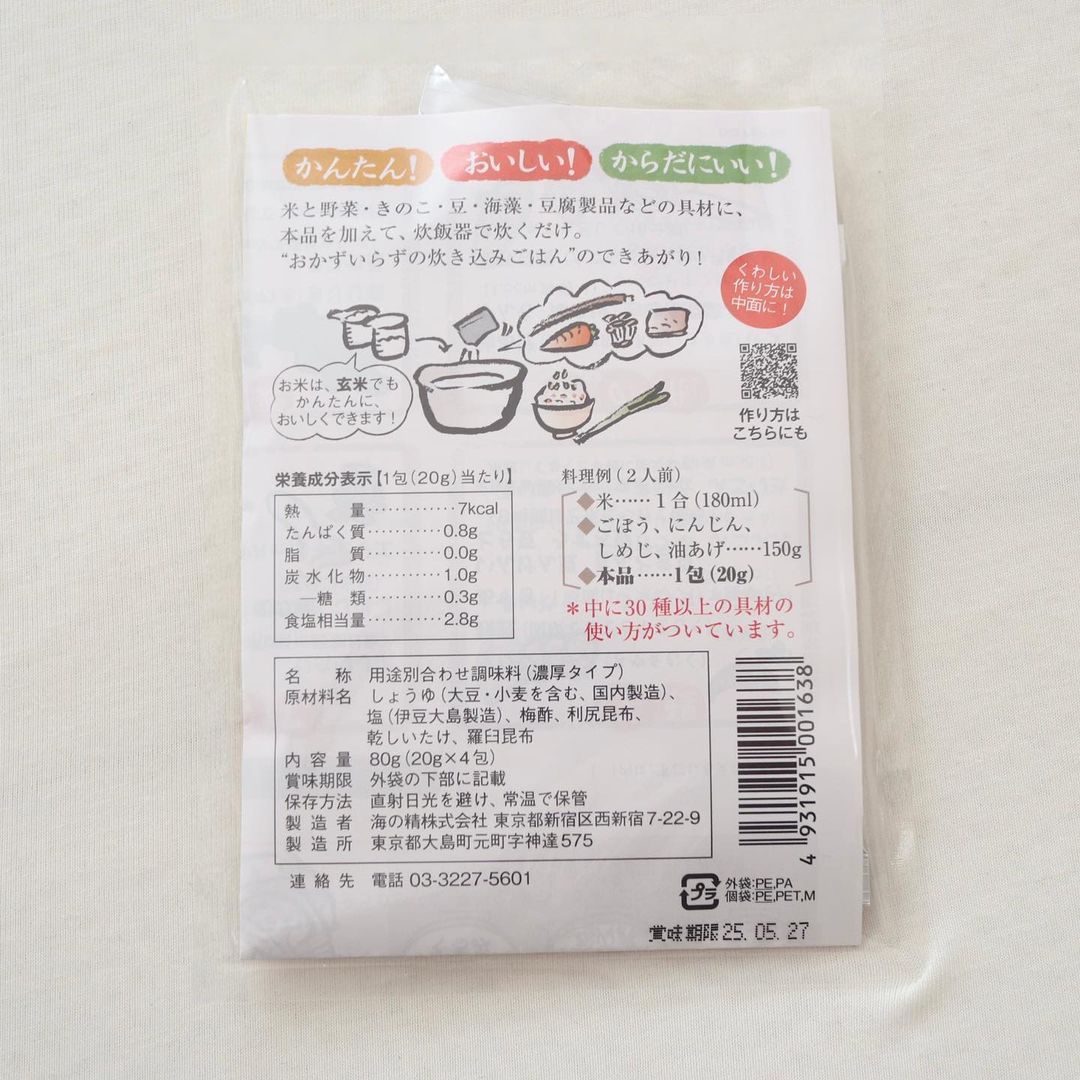 かんたん！ おいしい！ からだにいい！
米と野菜・きのこ・豆・海藻・豆腐製品などの具材に、
本品を加えて、炊飯器で炊くだけ。
“おかずいらずの炊き込みごはん”のできあがり！
くわしい
作り方は
中面に！
お米は、玄米でも
かんたんに、
おいしくできます！
作り方は
こちらにも
栄養成分表示【1包（20g）当たり】
熱量…………7kcal
たんぱく質…………0.8g
脂質…………0.0g
炭水化物…………1.0g
―糖類…………0.3g
食塩相当量…………2.8g
料理例（2人前）
◆米……1合（180ml）
◆ごぼう、にんじん、
しめじ、油あげ……150g
◆本品……1包（20g）
＊中に30種以上の具材の
使い方がついています。
名称 用途別合わせ調味料（濃厚タイプ）
原材料名 しょうゆ（大豆・小麦を含む、国内製造）、
塩（伊豆大島製造）、梅酢、利尻昆布、
乾しいたけ、羅臼昆布
内容量 80g（20g×4包）
賞味期限 外袋の下部に記載
保存方法 直射日光を避け、常温で保管
製造者 海の精株式会社 東京都新宿区西新宿7-22-9
製造所 東京都大島町元町字神達575
連絡先 電話 03-3227-5601
4 931915 001638
プラ 外袋:PE,PA
個袋:PE,PET,M
賞味期限25.05.27